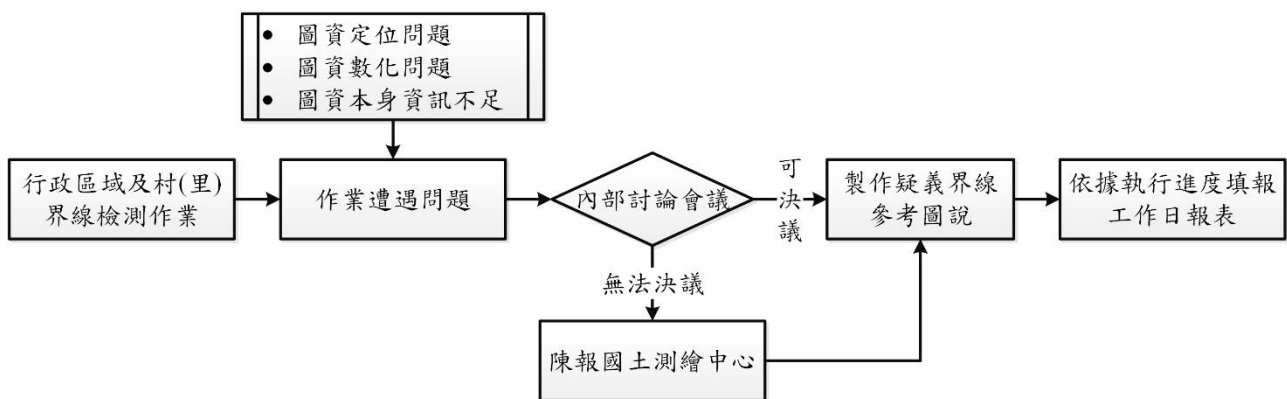 • 圖資定位問題
• 圖資數化問題
• 圖資本身資訊不足
行政區域及村(里)
界線檢測作業
作業遭遇問題
內部討論會議
可決議
製作疑義界線
參考圖說
依據執行進度填報
工作日報表
無法決議
陳報國土測繪中心